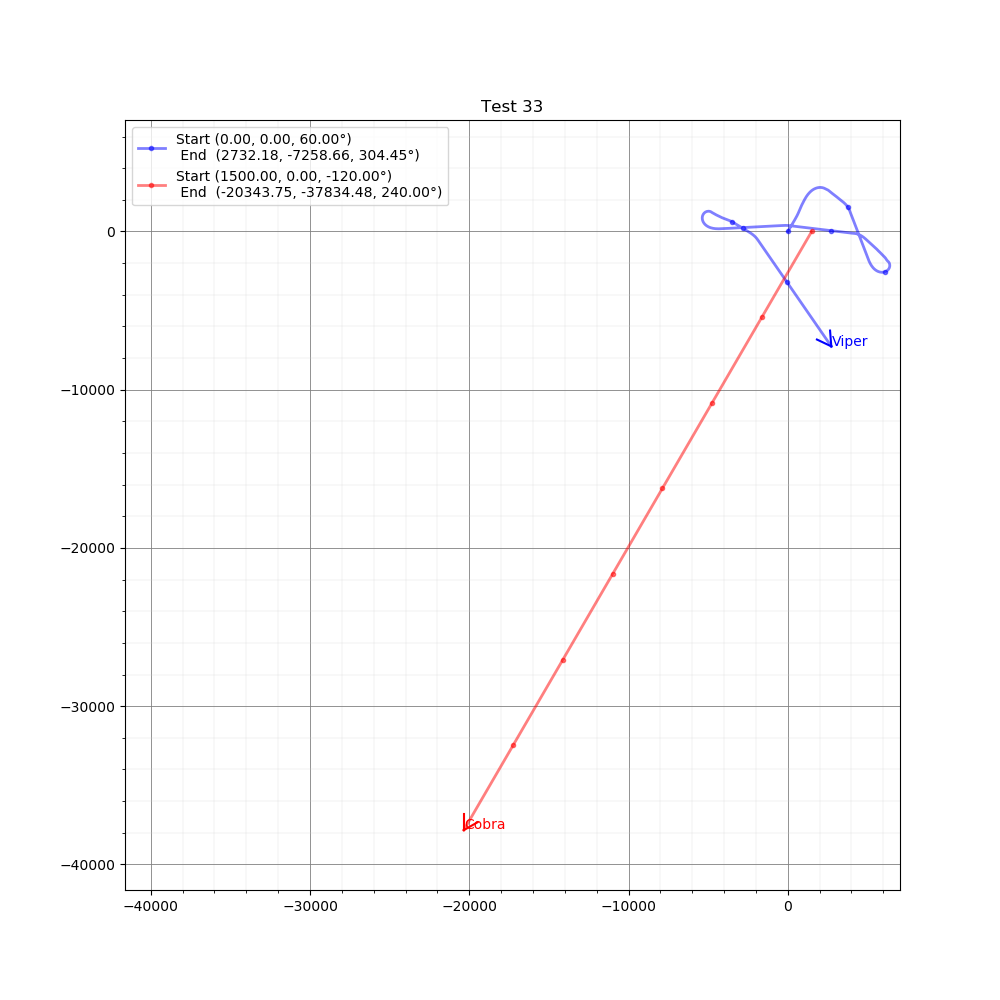 Test 33
Start (0.00, 0.00, 60.00°)
End (2732.18, -7258.66, 304.45°)
Start (1500.00, 0.00, -120.00°)
End (-20343.75, -37834.48, 240.00°)
0
−10000
−20000
−30000
−40000
Viper
Cobra
−40000 −30000 −20000 −10000 0